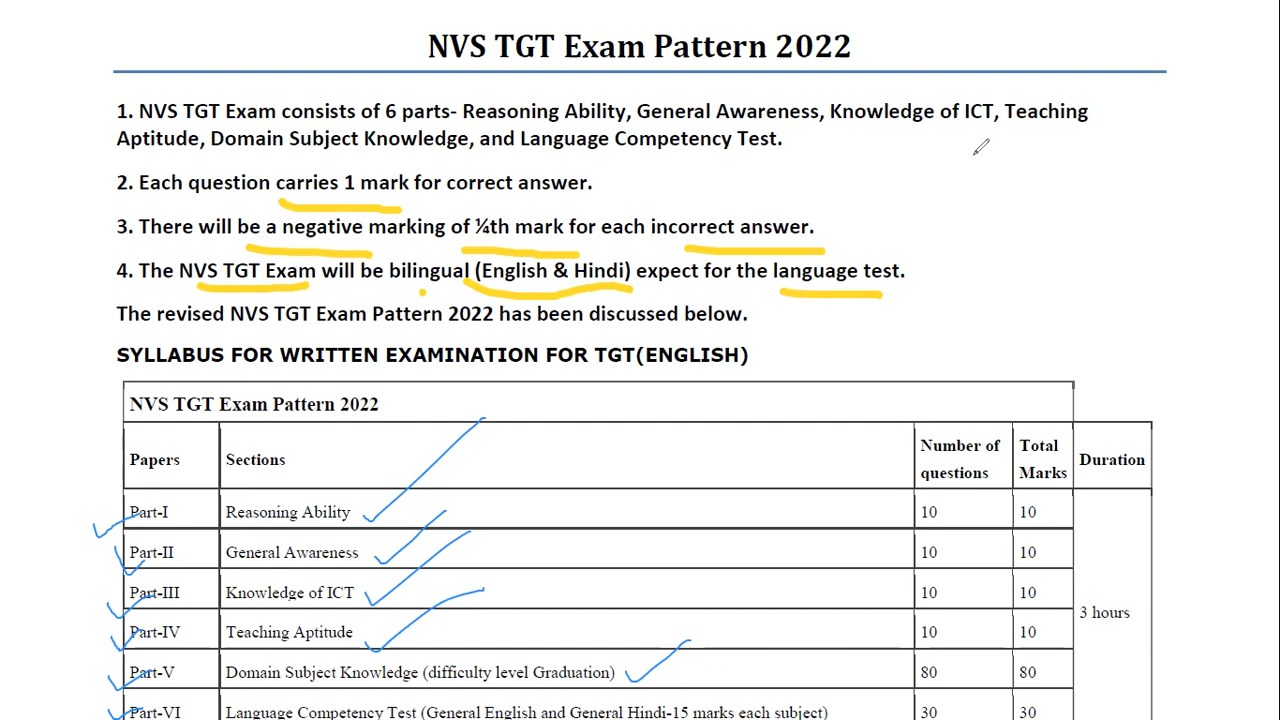 NVS TGT Exam Pattern 2022
1. NVS TGT Exam consists of 6 parts- Reasoning Ability, General Awareness, Knowledge of ICT, Teaching
Aptitude, Domain Subject Knowledge, and Language Competency Test.
2. Each question carries 1 mark for correct answer.
3. There will be a negative marking of ¼th mark for each incorrect answer.
4. The NVS TGT Exam will be bilingual (English & Hindi) expect for the language test.
The revised NVS TGT Exam Pattern 2022 has been discussed below.
SYLLABUS FOR WRITTEN EXAMINATION FOR TGT(ENGLISH)
NVS TGT Exam Pattern 2022
Papers Sections Number of questions Total Marks Duration
Part-I Reasoning Ability 10 10
Part-II General Awareness 10 10
Part-III Knowledge of ICT 10 10
3 hours
Part-IV Teaching Aptitude 10 10
Part-V Domain Subject Knowledge (difficulty level Graduation) 80 80
Part-VI Language Competency Test (General English and General Hindi-15 marks each subject) 30 30